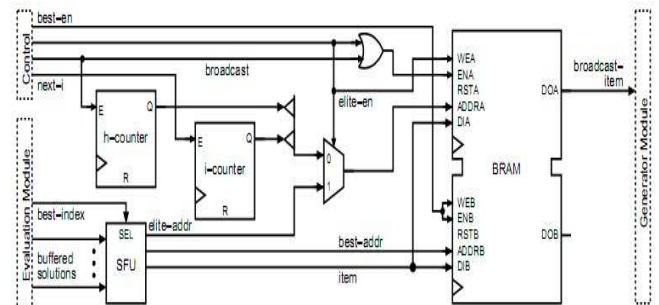 Control
best-en
broadcast
next-i
elite-en
E
Q
h-counter
R
E
Q
i-counter
R
0
1
WEA
ENA
RSTA
ADDRA
DIA
DOA
BRAM
WEB
ENB
RSTB
ADDRB
DIB
DOB
broadcast-
item
Generator Module
Evaluation Module
best-index
buffered
solutions
SEL
SFU
elite-addr
best-addr
item